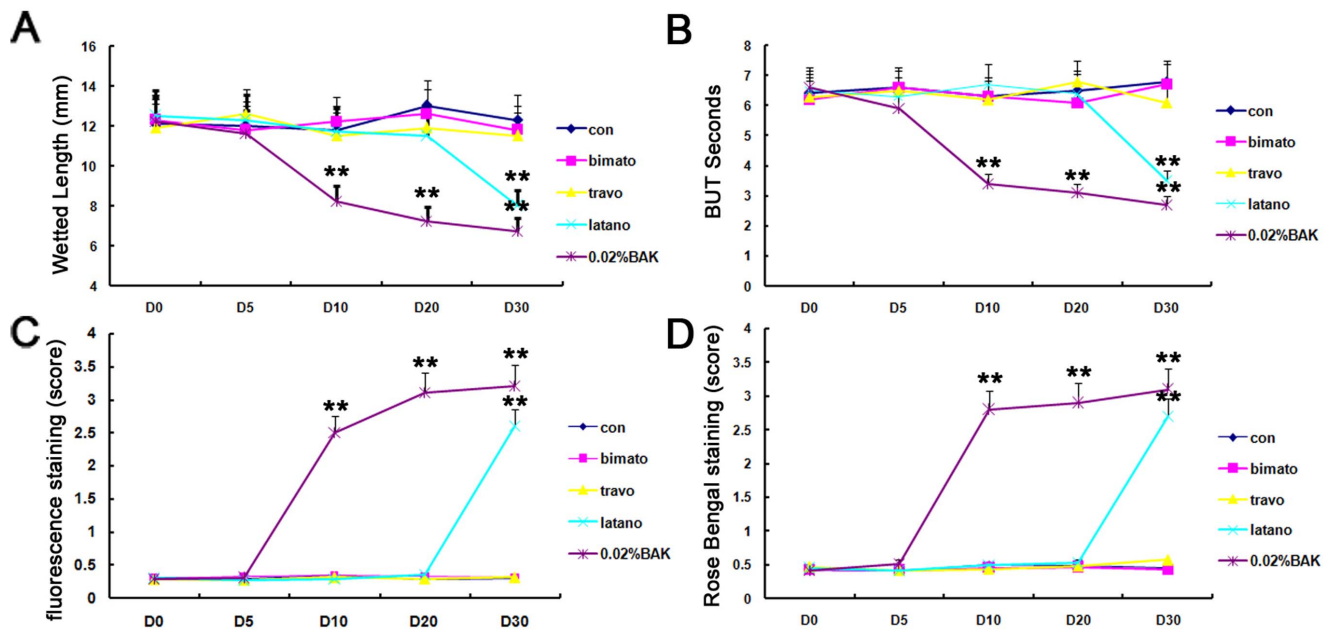 A
Wetted Length (mm)
16
14
12
10
8
6
4
**
**
**
**
D0 D5 D10 D20 D30
con
bimato
travo
latano
0.02%BAK
B
BUT Seconds
8
7
6
5
4
3
2
1
0
**
**
**
**
D0 D5 D10 D20 D30
con
bimato
travo
latano
0.02%BAK
C
fluorescence staining (score)
4
3.5
3
2.5
2
1.5
1
0.5
0
**
**
**
**
D0 D5 D10 D20 D30
con
bimato
travo
latano
0.02%BAK
D
Rose Bengal staining (score)
4
3.5
3
2.5
2
1.5
1
0.5
0
**
**
**
**
D0 D5 D10 D20 D30
con
bimato
travo
latano
0.02%BAK